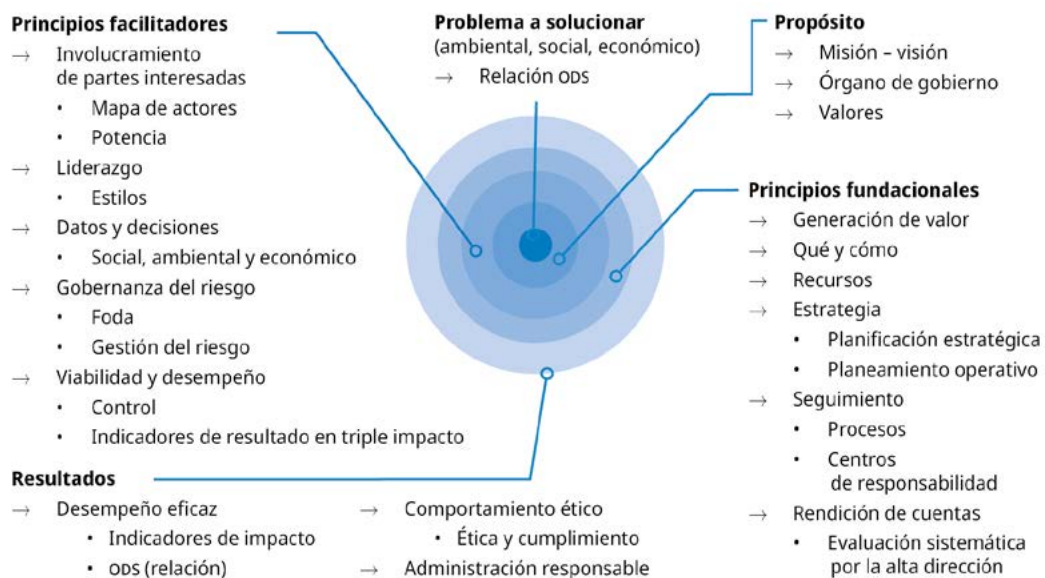 Principios facilitadores
→ Involucramiento
de partes interesadas
• Mapa de actores
• Potencia
→ Liderazgo
• Estilos
→ Datos y decisiones
• Social, ambiental y económico
→ Gobernanza del riesgo
• Foda
• Gestión del riesgo
→ Viabilidad y desempeño
• Control
• Indicadores de resultado en triple impacto
Problema a solucionar
(ambiental, social, económico)
→ Relación ODS
Propósito
→ Misión – visión
→ Órgano de gobierno
→ Valores
Principios fundacionales
→ Generación de valor
→ Qué y cómo
→ Recursos
→ Estrategia
• Planificación estratégica
• Planeamiento operativo
→ Seguimiento
• Procesos
• Centros
de responsabilidad
→ Rendición de cuentas
• Evaluación sistemática
por la alta dirección
Resultados
→ Desempeño eficaz
• Indicadores de impacto
• ODS (relación)
→ Comportamiento ético
• Ética y cumplimiento
→ Administración responsable